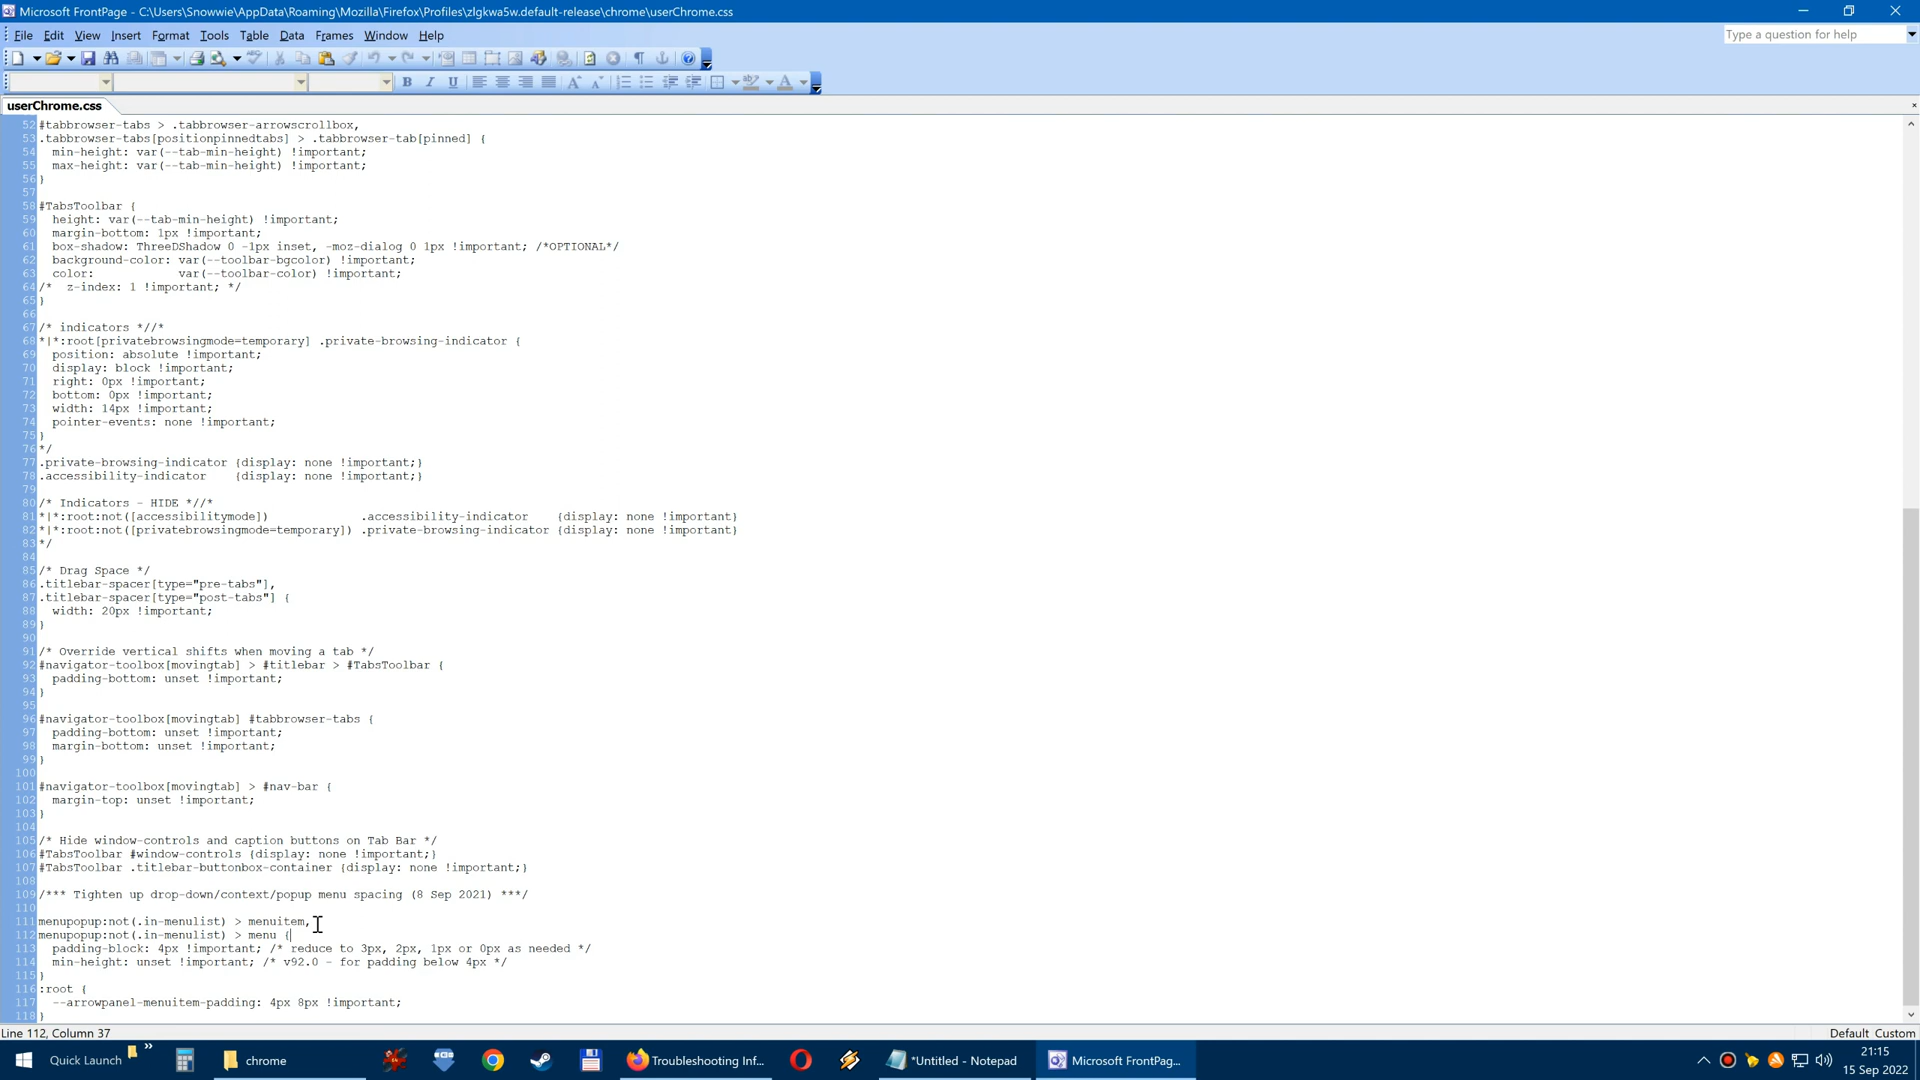 Microsoft FrontPage - C:\Users\Snowwie\AppData\Roaming\Mozilla\Firefox\Profiles\zlgkwa5w.default-release\chrome\userChrome.css
File Edit View Insert Format Tools Table Data Frames Window Help
Type a question for help
userChrome.css
52 #tabbrowser-tabs > .tabbrowser-arrowscrollbox,
53 .tabbrowser-tabs[positionpinnedtabs] > .tabbrowser-tab[pinned] {
54   min-height: var(--tab-min-height) !important;
55   max-height: var(--tab-min-height) !important;
56 }
57
58 #TabsToolbar {
59   height: var(--tab-min-height) !important;
60   margin-bottom: 1px !important;
61   box-shadow: ThreeDShadow 0 -1px inset, -moz-dialog 0 1px !important; /*OPTIONAL*/
62   background-color: var(--toolbar-bgcolor) !important;
63   color:            var(--toolbar-color) !important;
64 /*  z-index: 1 !important; */
65 }
66
67 /* indicators *//*
68 *|*:root[privatebrowsingmode=temporary] .private-browsing-indicator {
69   position: absolute !important;
70   display: block !important;
71   right: 0px !important;
72   bottom: 0px !important;
73   width: 14px !important;
74   pointer-events: none !important;
75 }
76 */
77 .private-browsing-indicator {display: none !important;}
78 .accessibility-indicator    {display: none !important;}
79
80 /* Indicators - HIDE *//*
81 *|*:root:not([accessibilitymode])             .accessibility-indicator    {display: none !important}
82 *|*:root:not([privatebrowsingmode=temporary]) .private-browsing-indicator {display: none !important}
83 */
84
85 /* Drag Space */
86 .titlebar-spacer[type="pre-tabs"],
87 .titlebar-spacer[type="post-tabs"] {
88   width: 20px !important;
89 }
90
91 /* Override vertical shifts when moving a tab */
92 #navigator-toolbox[movingtab] > #titlebar > #TabsToolbar {
93   padding-bottom: unset !important;
94 }
95
96 #navigator-toolbox[movingtab] #tabbrowser-tabs {
97   padding-bottom: unset !important;
98   margin-bottom: unset !important;
99 }
100
101 #navigator-toolbox[movingtab] > #nav-bar {
102   margin-top: unset !important;
103 }
104
105 /* Hide window-controls and caption buttons on Tab Bar */
106 #TabsToolbar #window-controls {display: none !important;}
107 #TabsToolbar .titlebar-buttonbox-container {display: none !important;}
108
109 /*** Tighten up drop-down/context/popup menu spacing (8 Sep 2021) ***/
110
111 menupopup:not(.in-menulist) > menuitem,
112 menupopup:not(.in-menulist) > menu {
113   padding-block: 4px !important; /* reduce to 3px, 2px, 1px or 0px as needed */
114   min-height: unset !important; /* v92.0 - for padding below 4px */
115 }
116 :root {
117   --arrowpanel-menuitem-padding: 4px 8px !important;
118 }
Line 112, Column 37
Default Custom
Quick Launch » chrome Troubleshooting Inf... *Untitled - Notepad Microsoft FrontPag...
21:15
15 Sep 2022